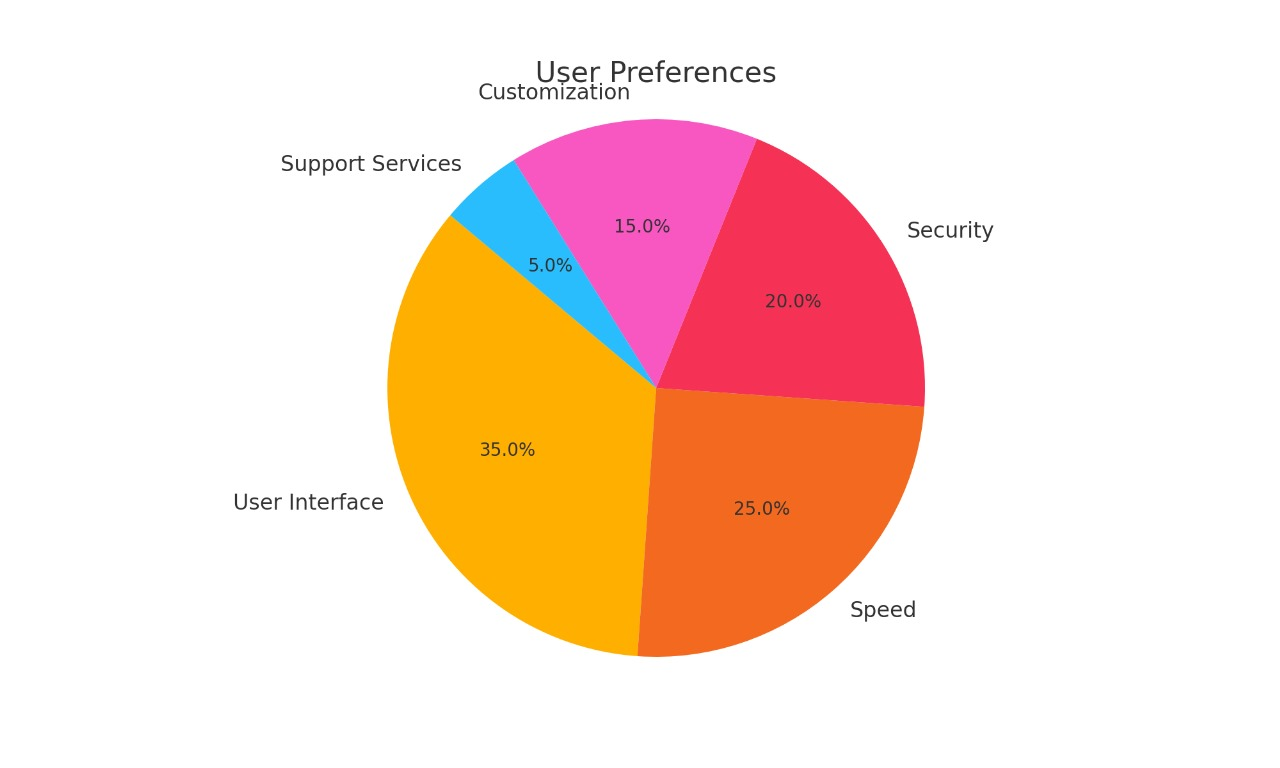 User Preferences
Customization
Support Services
Security
15.0%
5.0%
20.0%
35.0%
User Interface
25.0%
Speed